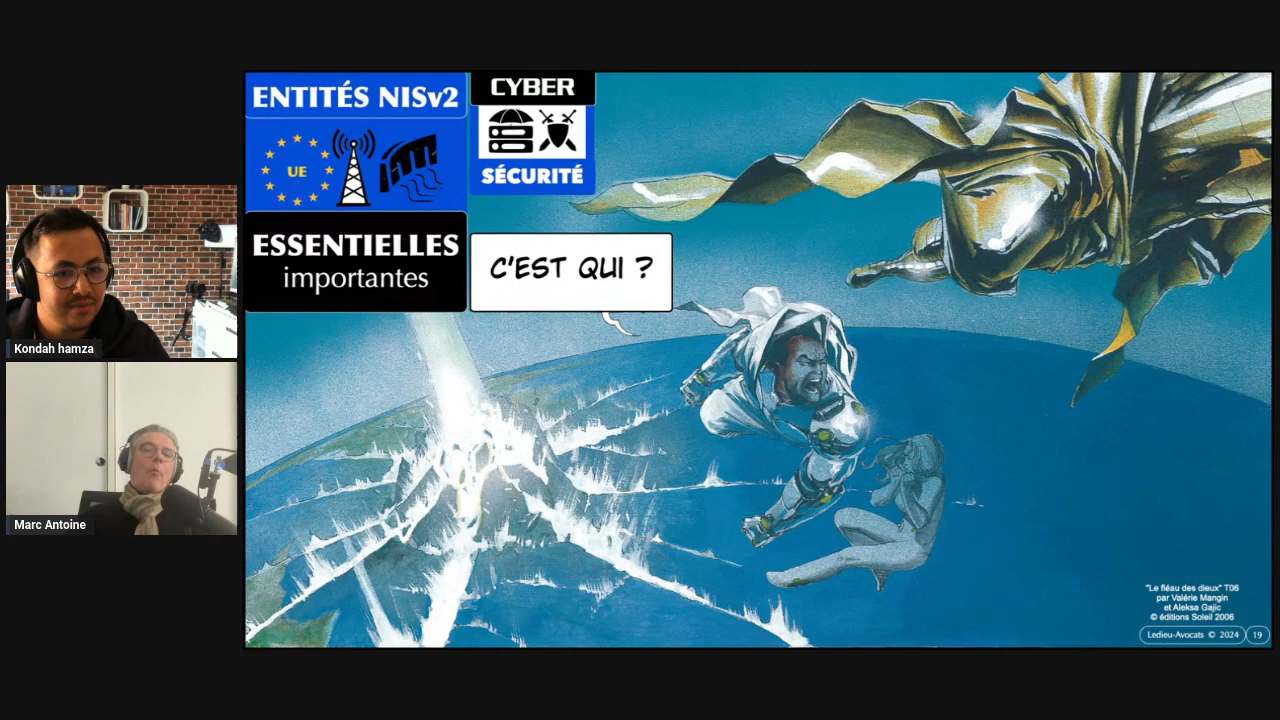 ENTITÉS NISv2
UE
ESSENTIELLES
importantes
CYBER
SÉCURITÉ
C'EST QUI ?
Kondah hamza
Marc Antoine
"Le fléau des dieux" T06
par Valérie Mangin
et Aleksa Gajic
© éditions Soleil 2006
Ledieu-Avocats © 2024
19